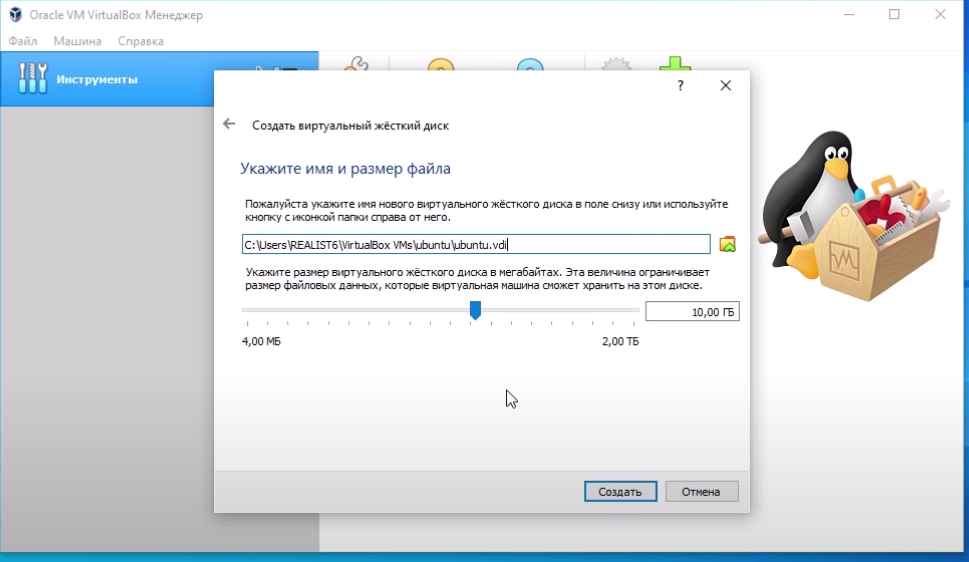 Oracle VM VirtualBox Менеджер
Файл Машина Справка
Инструменты
?
Создать виртуальный жёсткий диск
Укажите имя и размер файла
Пожалуйста укажите имя нового виртуального жёсткого диска в поле снизу или используйте
кнопку с иконкой папки справа от него.
C:\Users\REALIST6\VirtualBox VMs\ubuntu\ubuntu.vdi
Укажите размер виртуального жёсткого диска в мегабайтах. Эта величина ограничивает
размер файловых данных, которые виртуальная машина сможет хранить на этом диске.
10,00 ГБ
4,00 МБ 2,00 ТБ
Создать Отмена